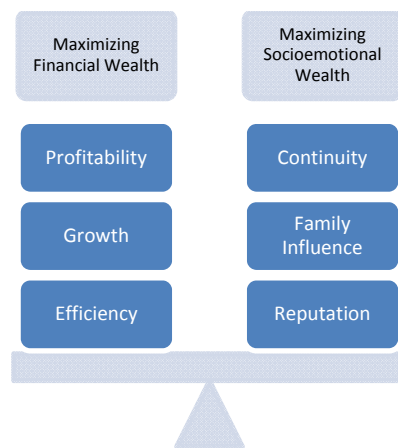 Maximizing
Financial Wealth
Maximizing
Socioemotional
Wealth
Profitability
Continuity
Growth
Family
Influence
Efficiency
Reputation